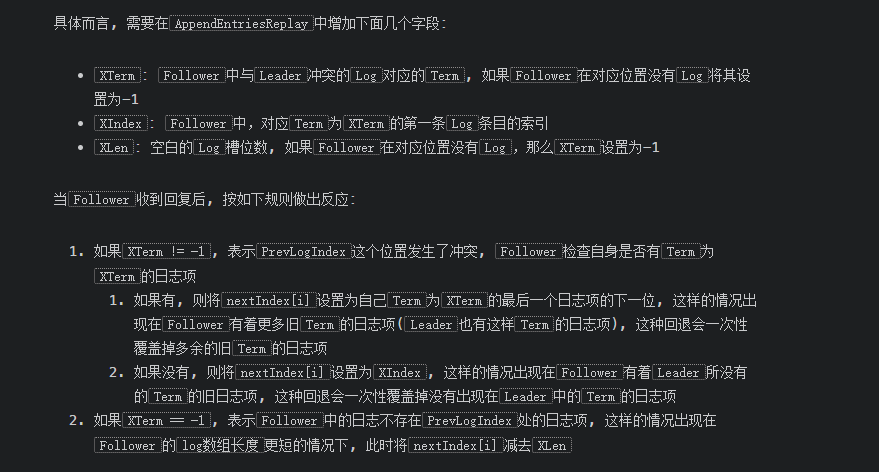 具体而言, 需要在AppendEntriesReplay中增加下面几个字段:
• XTerm: Follower中与Leader冲突的Log对应的Term, 如果Follower在对应位置没有Log将其设
置为-1
• XIndex: Follower中, 对应Term为XTerm的第一条Log条目的索引
• XLen: 空白的Log槽位数, 如果Follower在对应位置没有Log, 那么XTerm设置为-1
当Follower收到回复后, 按如下规则做出反应:
1. 如果XTerm != -1, 表示PrevLogIndex这个位置发生了冲突, Follower检查自身是否有Term为
XTerm的日志项
1. 如果有, 则将nextIndex[i]设置为自己Term为XTerm的最后一个日志项的下一位, 这样的情况出
现在Follower有着更多旧Term的日志项(Leader也有这样Term的日志项), 这种回退会一次性
覆盖掉多余的旧Term的日志项
2. 如果没有, 则将nextIndex[i]设置为XIndex, 这样的情况出现在Follower有着Leader所没有
的Term的旧日志项, 这种回退会一次性覆盖掉没有出现在Leader中的Term的日志项
2. 如果XTerm == -1, 表示Follower中的日志不存在PrevLogIndex处的日志项, 这样的情况出现在
Follower的log数组长度更短的情况下, 此时将nextIndex[i]减去XLen